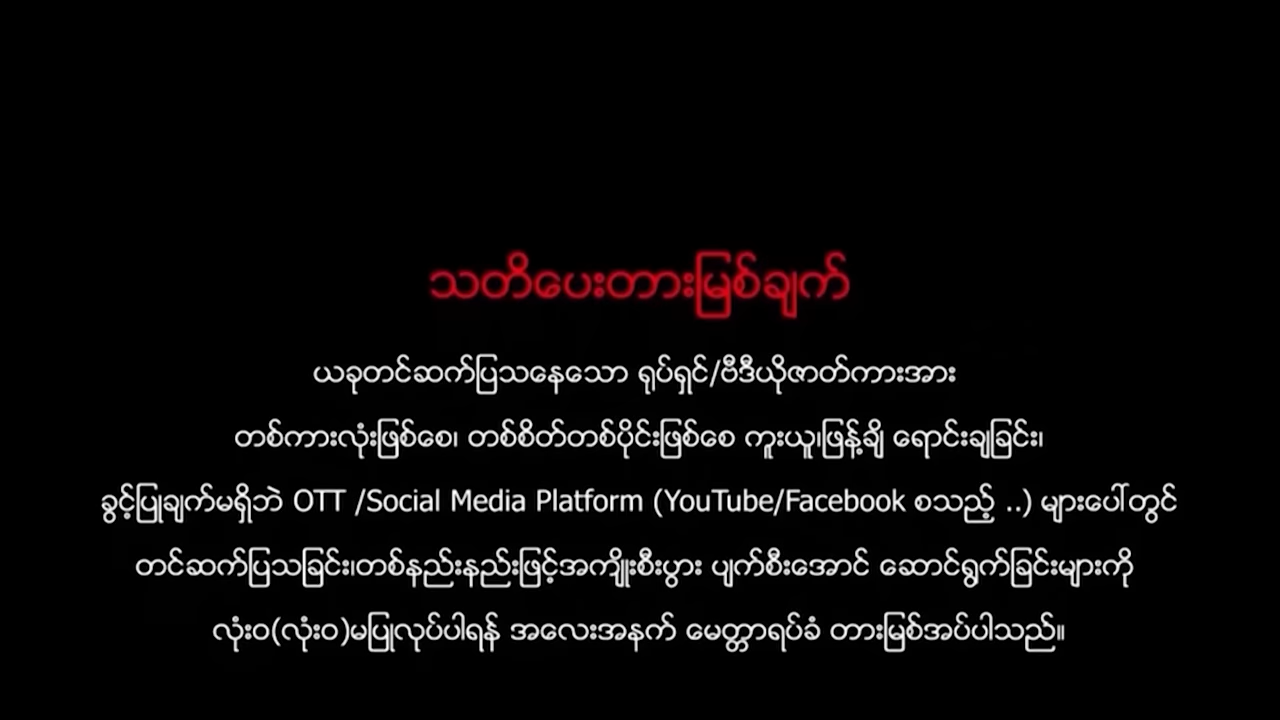 သတိပေးတားမြစ်ချက်
ယခုတင်ဆက်ပြသနေသော ရုပ်ရှင်/ဗီဒီယိုဇာတ်ကားအား
တစ်ကားလုံးဖြစ်စေ၊ တစ်စိတ်တစ်ပိုင်းဖြစ်စေ ကူးယူ၊ဖြန့်ချိ ရောင်းချခြင်း၊
ခွင့်ပြုချက်မရှိဘဲ OTT /Social Media Platform (YouTube/Facebook စသည့် ..) များပေါ်တွင်
တင်ဆက်ပြသခြင်း၊တစ်နည်းနည်းဖြင့်အကျိုးစီးပွား ပျက်စီးအောင် ဆောင်ရွက်ခြင်းများကို
လုံးဝ(လုံးဝ)မပြုလုပ်ပါရန် အလေးအနက် မေတ္တာရပ်ခံ တားမြစ်အပ်ပါသည်။